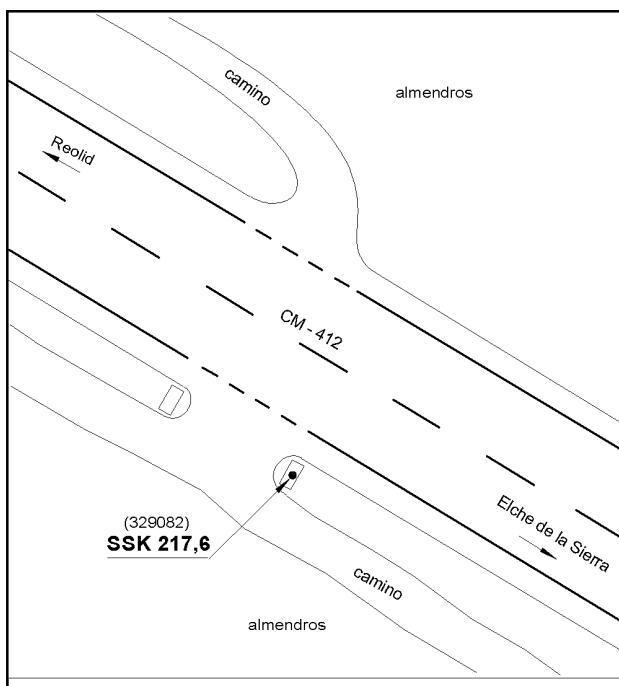 camino
almendros
Reolid
CM - 412
Elche de la Sierra
(329082)
SSK 217,6
camino
almendros